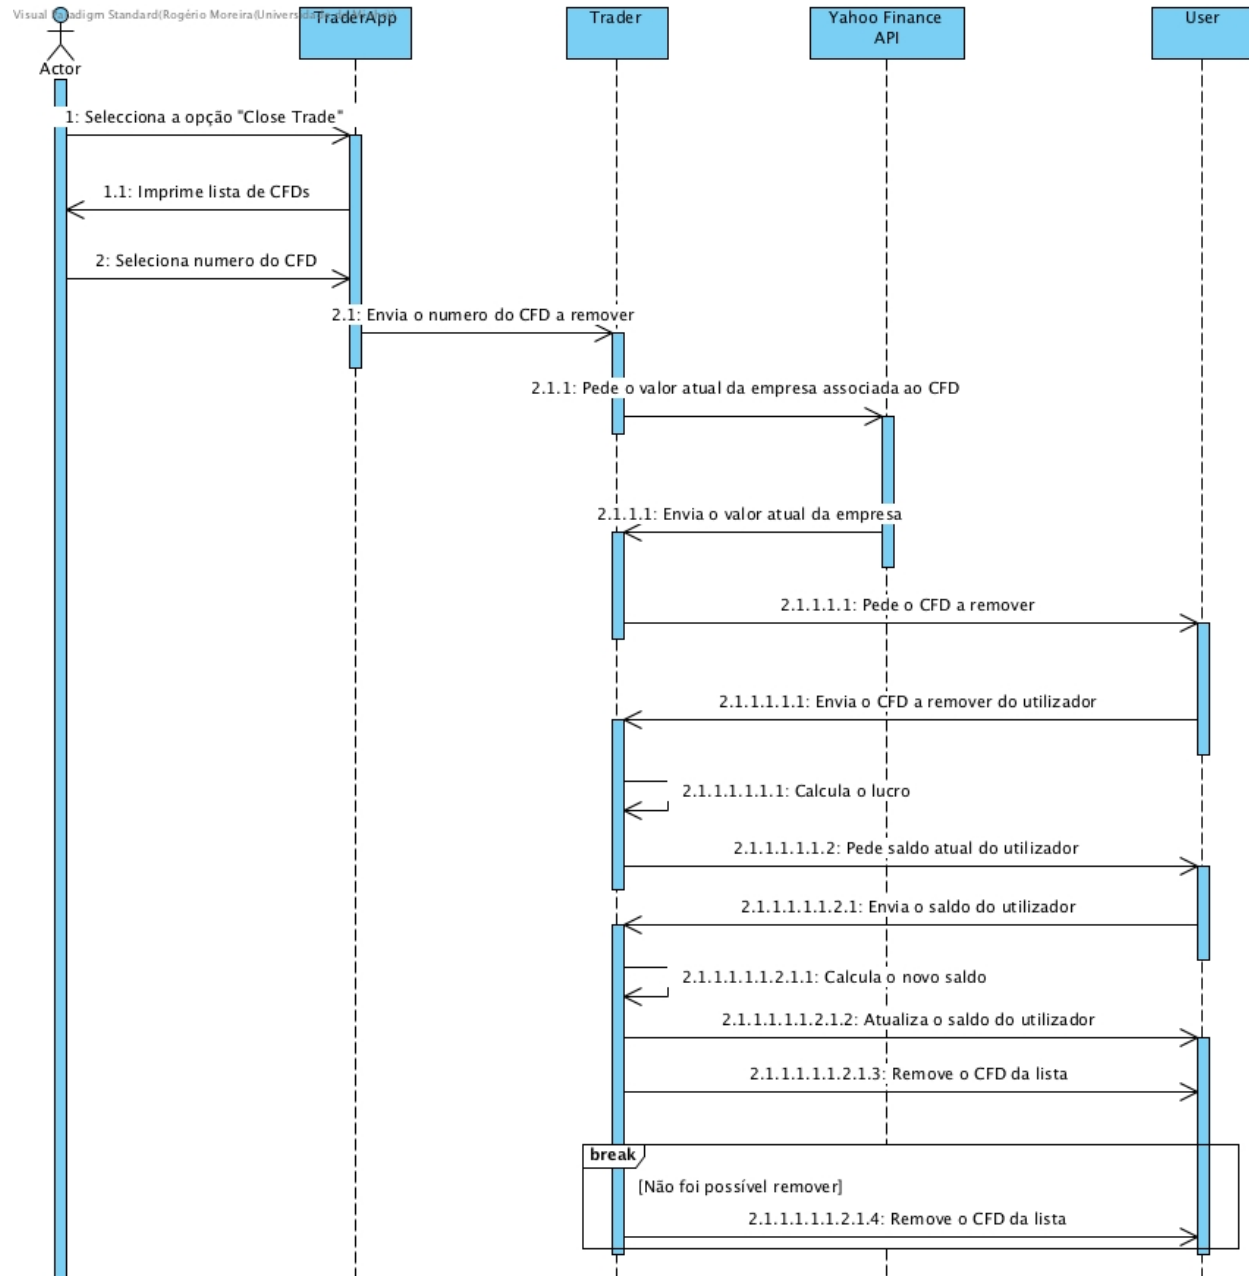 Visual Paradigm Standard(Rogério Moreira(Universidade do Minho))
TraderApp
Trader
Yahoo Finance
API
User
Actor
1: Selecciona a opção "Close Trade"
1.1: Imprime lista de CFDs
2: Seleciona numero do CFD
2.1: Envia o numero do CFD a remover
2.1.1: Pede o valor atual da empresa associada ao CFD
2.1.1.1: Envia o valor atual da empresa
2.1.1.1.1: Pede o CFD a remover
2.1.1.1.1.1: Envia o CFD a remover do utilizador
2.1.1.1.1.1.1: Calcula o lucro
2.1.1.1.1.1.2: Pede saldo atual do utilizador
2.1.1.1.1.1.2.1: Envia o saldo do utilizador
2.1.1.1.1.1.2.1.1: Calcula o novo saldo
2.1.1.1.1.1.2.1.2: Atualiza o saldo do utilizador
2.1.1.1.1.1.2.1.3: Remove o CFD da lista
break
[Não foi possível remover]
2.1.1.1.1.1.2.1.4: Remove o CFD da lista